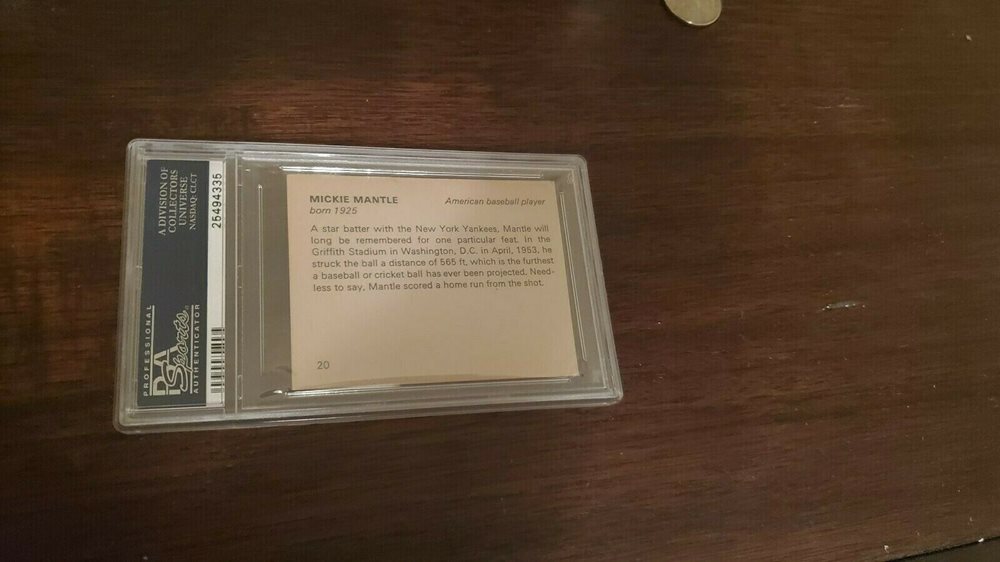 MICKIE MANTLE American baseball player
born 1925
A star batter with the New York Yankees, Mantle will
long be remembered for one particular feat. In the
Griffith Stadium in Washington, D.C. in April, 1953, he
struck the ball a distance of 565 ft, which is the furthest
a baseball or cricket ball has ever been projected. Need-
less to say, Mantle scored a home run from the shot.
20
A DIVISION OF
COLLECTORS
UNIVERSE
NASDAQ: CLCT
25494335
PROFESSIONAL
PSA
Sports
AUTHENTICATOR